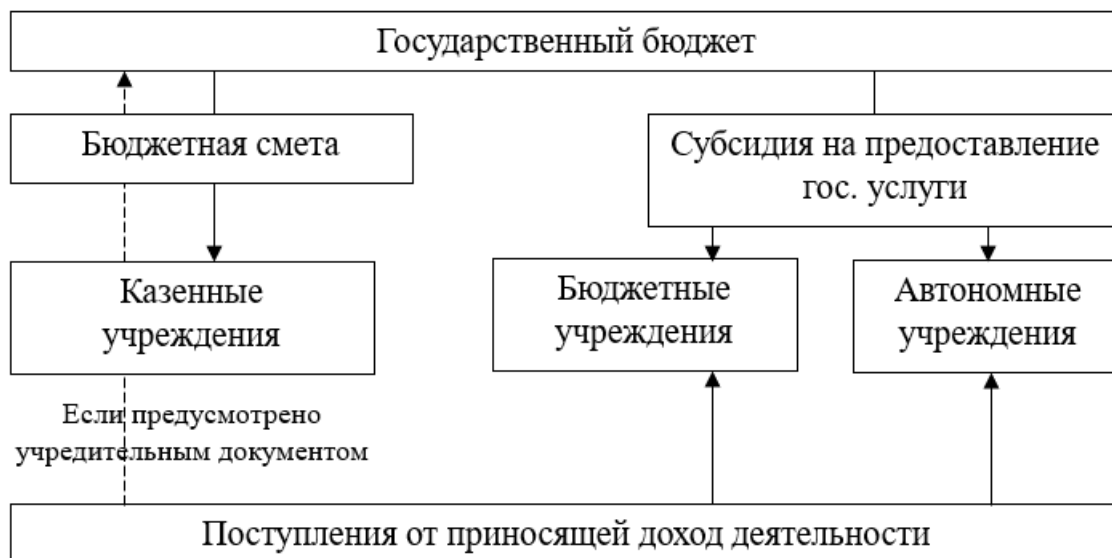 Государственный бюджет
Бюджетная смета
Субсидия на предоставление
гос. услуги
Казенные
учреждения
Бюджетные
учреждения
Автономные
учреждения
Если предусмотрено
учредительным документом
Поступления от приносящей доход деятельности